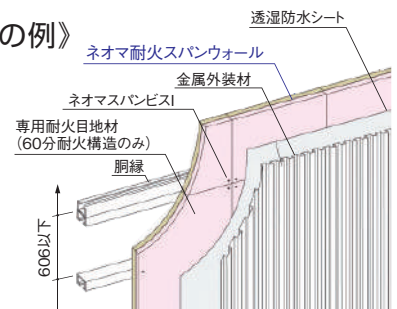 の例》
透湿防水シート
ネオマ耐火スパンウォール
金属外装材
ネオマスパンビスI
専用耐火目地材
（60分耐火構造のみ）
胴縁
606以下